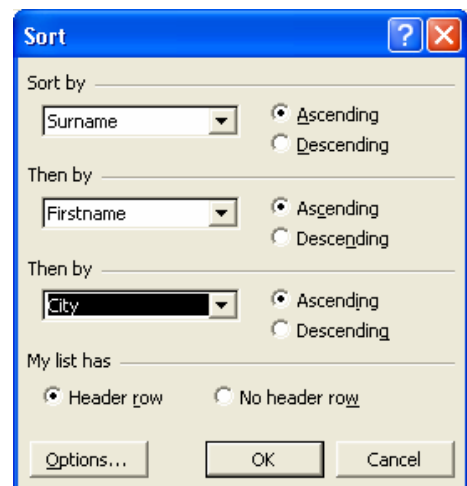 Sort
Sort by
Surname
Ascending
Descending
Then by
Firstname
Ascending
Descending
Then by
City
Ascending
Descending
My list has
Header row
No header row
Options...
OK
Cancel